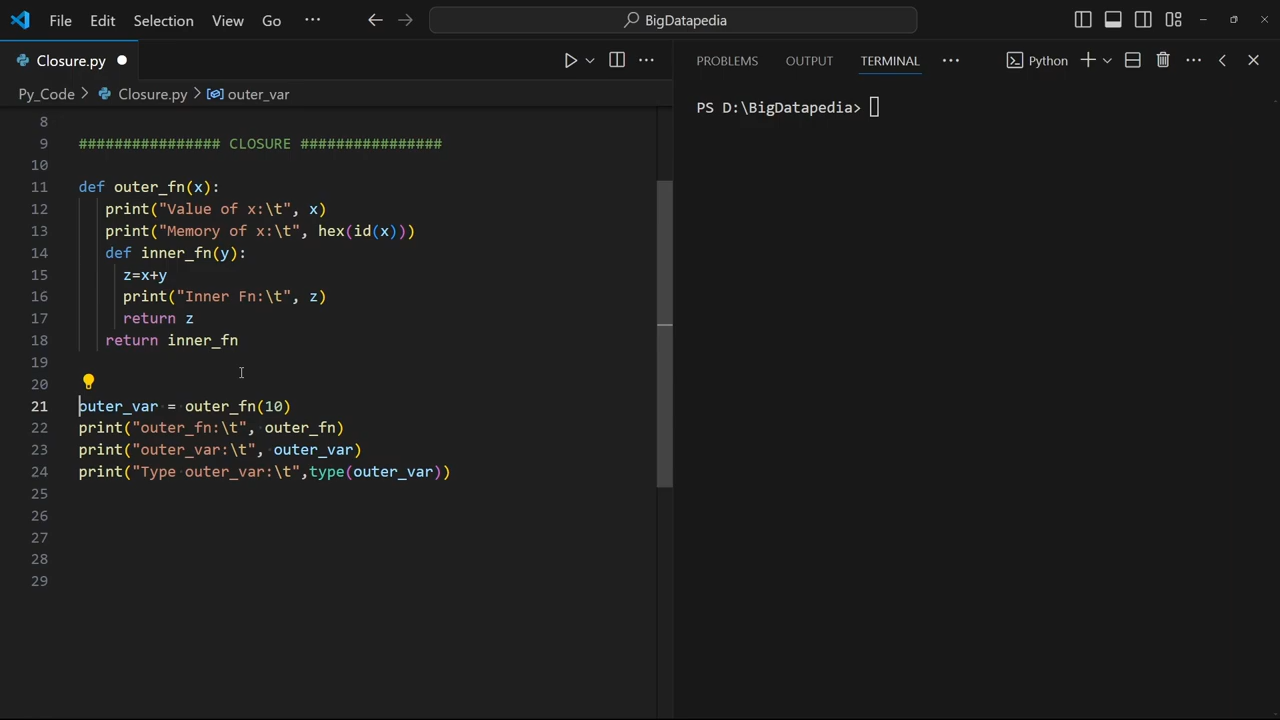 File Edit Selection View Go ··· BigDatapedia
Closure.py
PROBLEMS OUTPUT TERMINAL ··· Python
Py_Code > Closure.py > outer_var
PS D:\BigDatapedia>
8
9 ################ CLOSURE ################
10
11 def outer_fn(x):
12 print("Value of x:\t", x)
13 print("Memory of x:\t", hex(id(x)))
14 def inner_fn(y):
15 z=x+y
16 print("Inner Fn:\t", z)
17 return z
18 return inner_fn
19
20
21 outer_var = outer_fn(10)
22 print("outer_fn:\t", outer_fn)
23 print("outer_var:\t", outer_var)
24 print("Type outer_var:\t",type(outer_var))
25
26
27
28
29